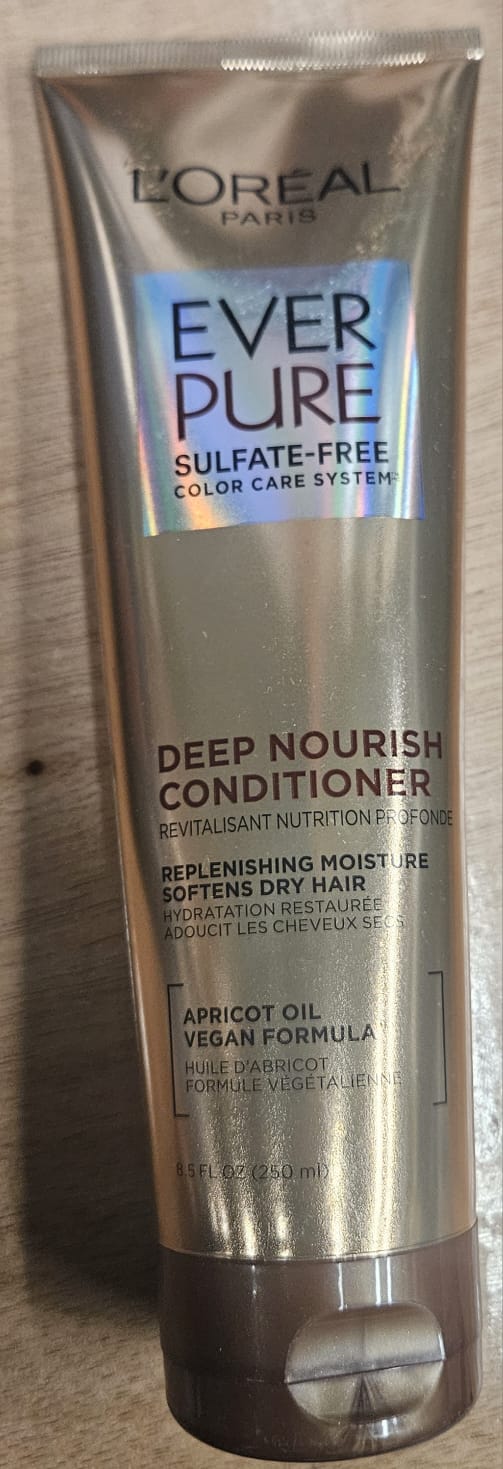 L'ORÉAL
PARIS
EVER
PURE
SULFATE-FREE
COLOR CARE SYSTEM™
DEEP NOURISH
CONDITIONER
REVITALISANT NUTRITION PROFONDE
REPLENISHING MOISTURE
SOFTENS DRY HAIR
HYDRATATION RESTAURÉE
ADOUCIT LES CHEVEUX SECS
APRICOT OIL
VEGAN FORMULA
HUILE D'ABRICOT
FORMULE VÉGÉTALIENNE
8.5 FL OZ (250 ml)